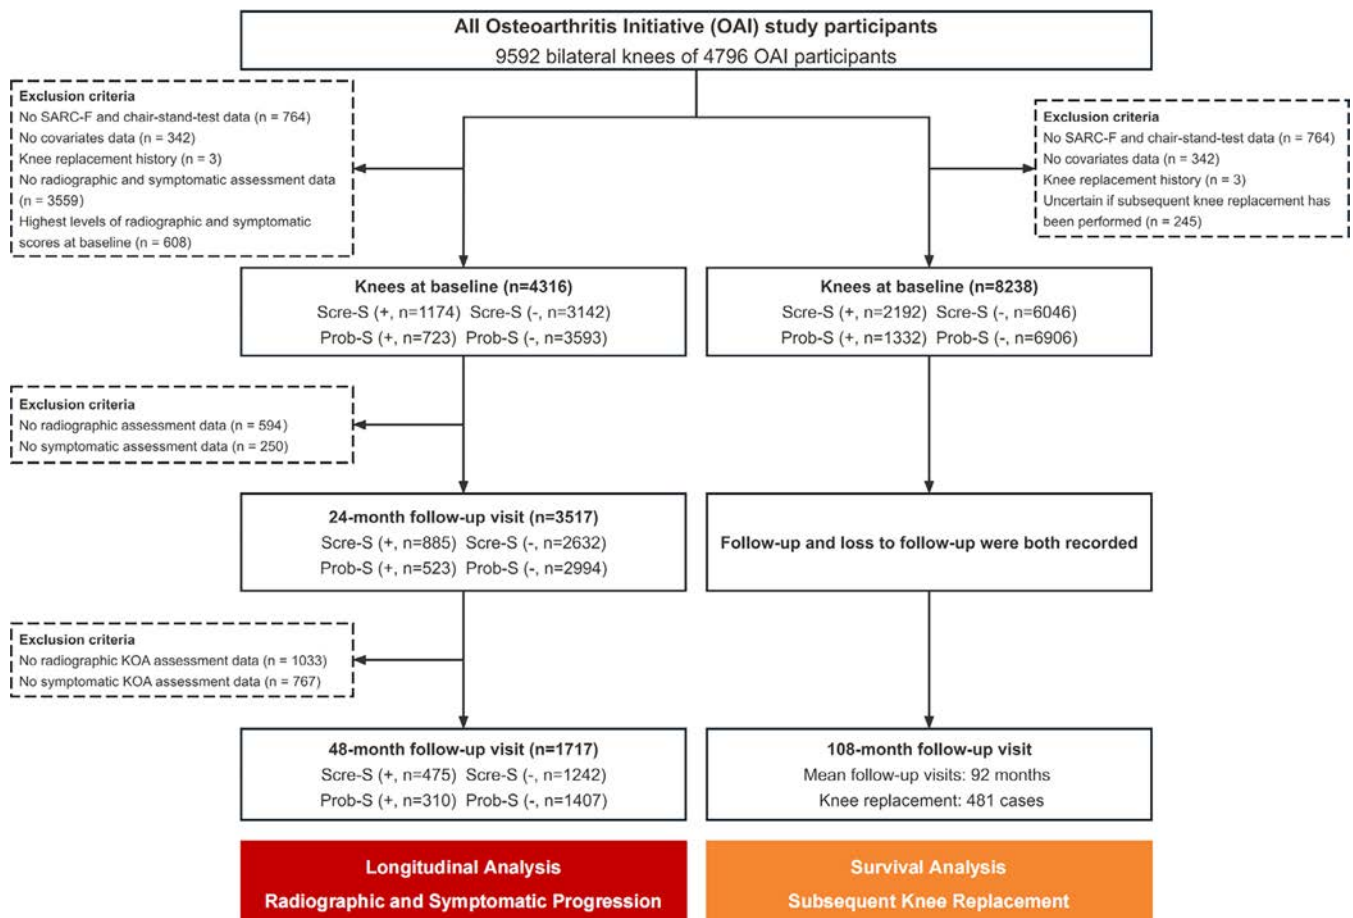 All Osteoarthritis Initiative (OAI) study participants
9592 bilateral knees of 4796 OAI participants
Exclusion criteria
No SARC-F and chair-stand-test data (n = 764)
No covariates data (n = 342)
Knee replacement history (n = 3)
No radiographic and symptomatic assessment data
(n = 3559)
Highest levels of radiographic and symptomatic
scores at baseline (n = 608)
Exclusion criteria
No SARC-F and chair-stand-test data (n = 764)
No covariates data (n = 342)
Knee replacement history (n = 3)
Uncertain if subsequent knee replacement has
been performed (n = 245)
Knees at baseline (n=4316)
Scre-S (+, n=1174) Scre-S (-, n=3142)
Prob-S (+, n=723) Prob-S (-, n=3593)
Knees at baseline (n=8238)
Scre-S (+, n=2192) Scre-S (-, n=6046)
Prob-S (+, n=1332) Prob-S (-, n=6906)
Exclusion criteria
No radiographic assessment data (n = 594)
No symptomatic assessment data (n = 250)
24-month follow-up visit (n=3517)
Scre-S (+, n=885) Scre-S (-, n=2632)
Prob-S (+, n=523) Prob-S (-, n=2994)
Follow-up and loss to follow-up were both recorded
Exclusion criteria
No radiographic KOA assessment data (n = 1033)
No symptomatic KOA assessment data (n = 767)
48-month follow-up visit (n=1717)
Scre-S (+, n=475) Scre-S (-, n=1242)
Prob-S (+, n=310) Prob-S (-, n=1407)
108-month follow-up visit
Mean follow-up visits: 92 months
Knee replacement: 481 cases
Longitudinal Analysis
Radiographic and Symptomatic Progression
Survival Analysis
Subsequent Knee Replacement